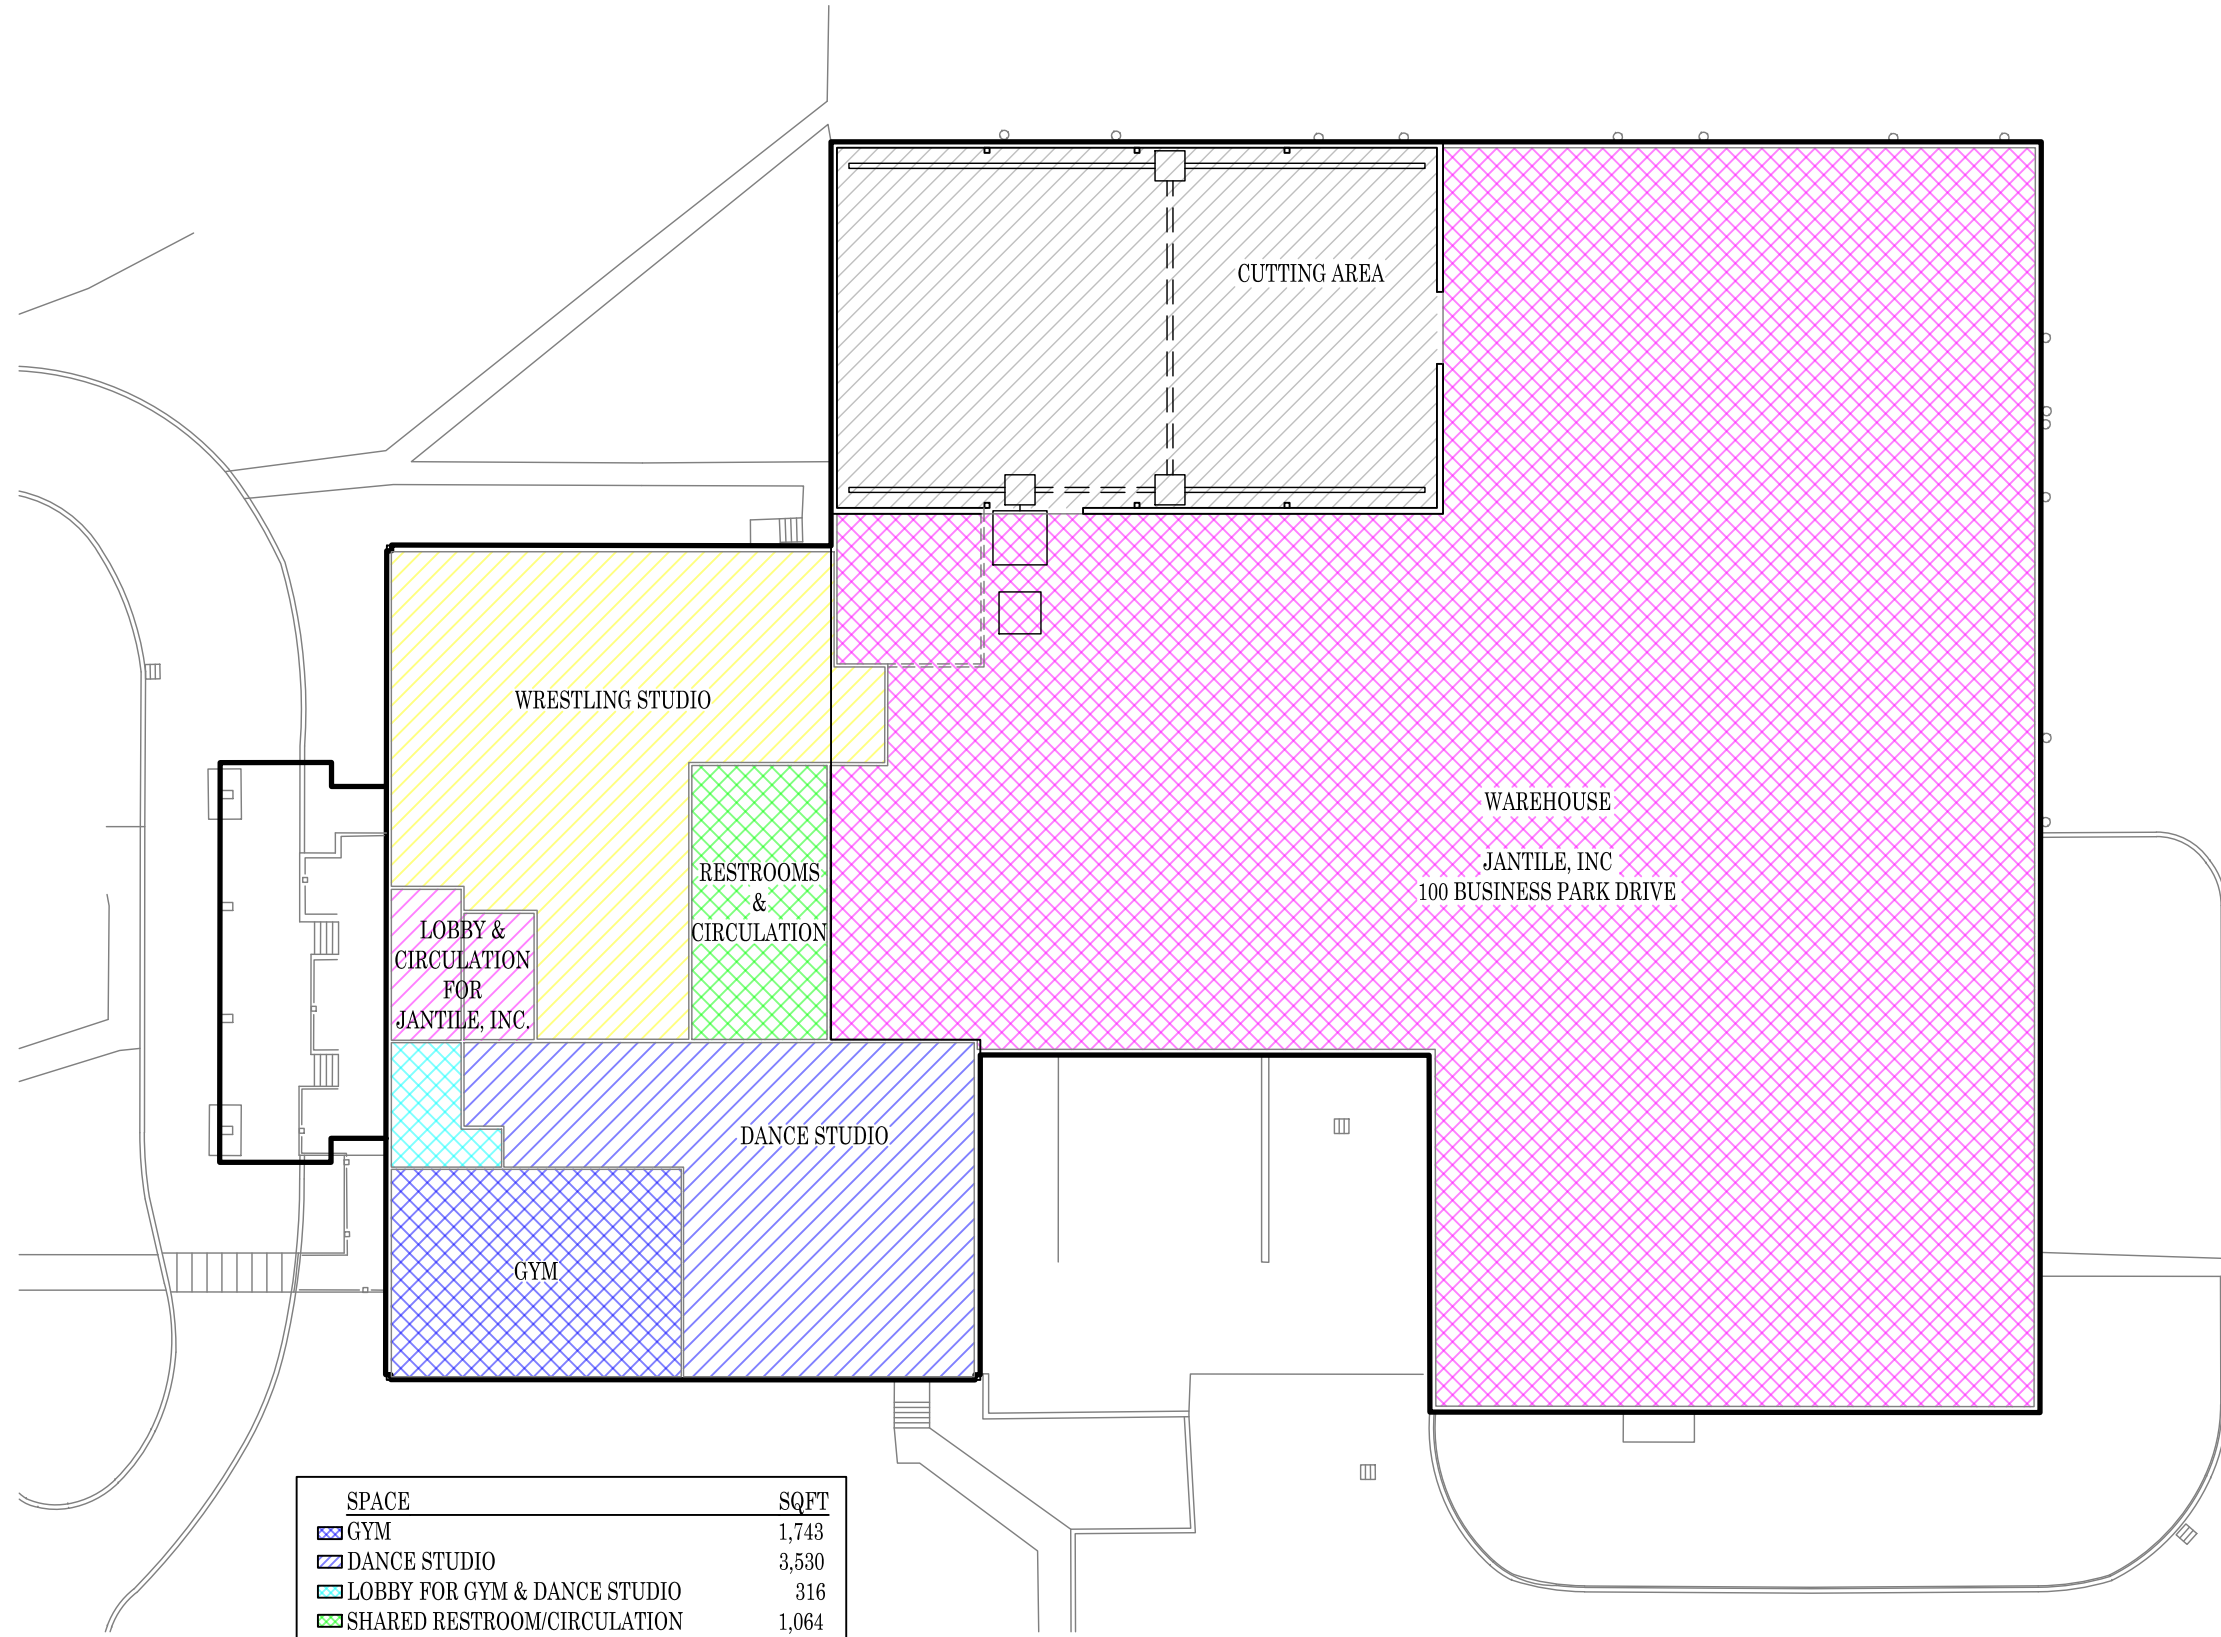 CUTTING AREA
WRESTLING STUDIO
WAREHOUSE
JANTILE, INC
100 BUSINESS PARK DRIVE
RESTROOMS
&
CIRCULATION
LOBBY &
CIRCULATION
FOR
JANTILE, INC.
DANCE STUDIO
GYM
SPACE SQFT
GYM 1,743
DANCE STUDIO 3,530
LOBBY FOR GYM & DANCE STUDIO 316
SHARED RESTROOM/CIRCULATION 1,064